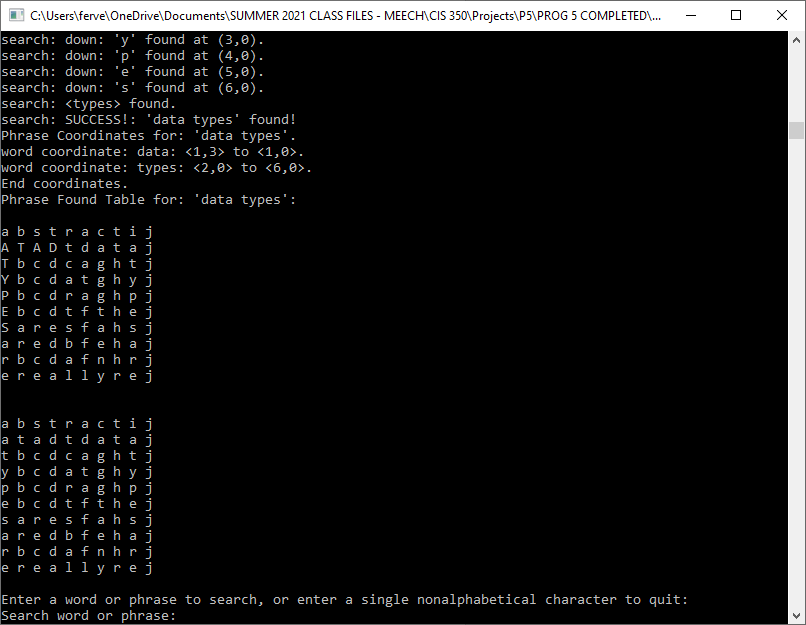 C:\Users\ferve\OneDrive\Documents\SUMMER 2021 CLASS FILES - MEECH\CIS 350\Projects\P5\PROG 5 COMPLETED\...
search: down: 'y' found at (3,0).
search: down: 'p' found at (4,0).
search: down: 'e' found at (5,0).
search: down: 's' found at (6,0).
search: <types> found.
search: SUCCESS!: 'data types' found!
Phrase Coordinates for: 'data types'.
word coordinate: data: <1,3> to <1,0>.
word coordinate: types: <2,0> to <6,0>.
End coordinates.
Phrase Found Table for: 'data types':
a b s t r a c t i j
A T A D t d a t a j
T b c d c a g h t j
Y b c d a t g h y j
P b c d r a g h p j
E b c d t f t h e j
S a r e s f a h s j
a r e d b f e h a j
r b c d a f n h r j
e r e a l l y r e j
a b s t r a c t i j
a t a d t d a t a j
t b c d c a g h t j
y b c d a t g h y j
p b c d r a g h p j
e b c d t f t h e j
s a r e s f a h s j
a r e d b f e h a j
r b c d a f n h r j
e r e a l l y r e j
Enter a word or phrase to search, or enter a single nonalphabetical character to quit:
Search word or phrase: